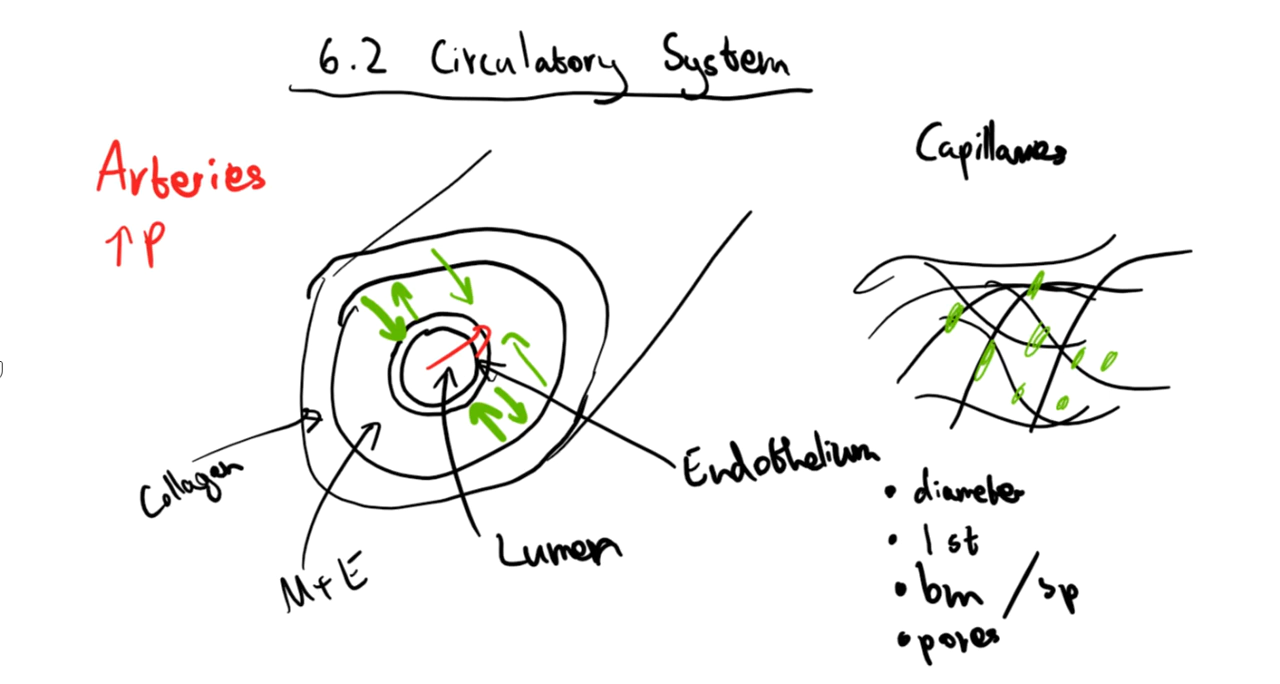 6.2 Circulatory System
Arteries
↑ P
Collagen
M + E
Lumen
Endothelium
Capillaries
• diameter
• 1 st
• bm / sp
• pores